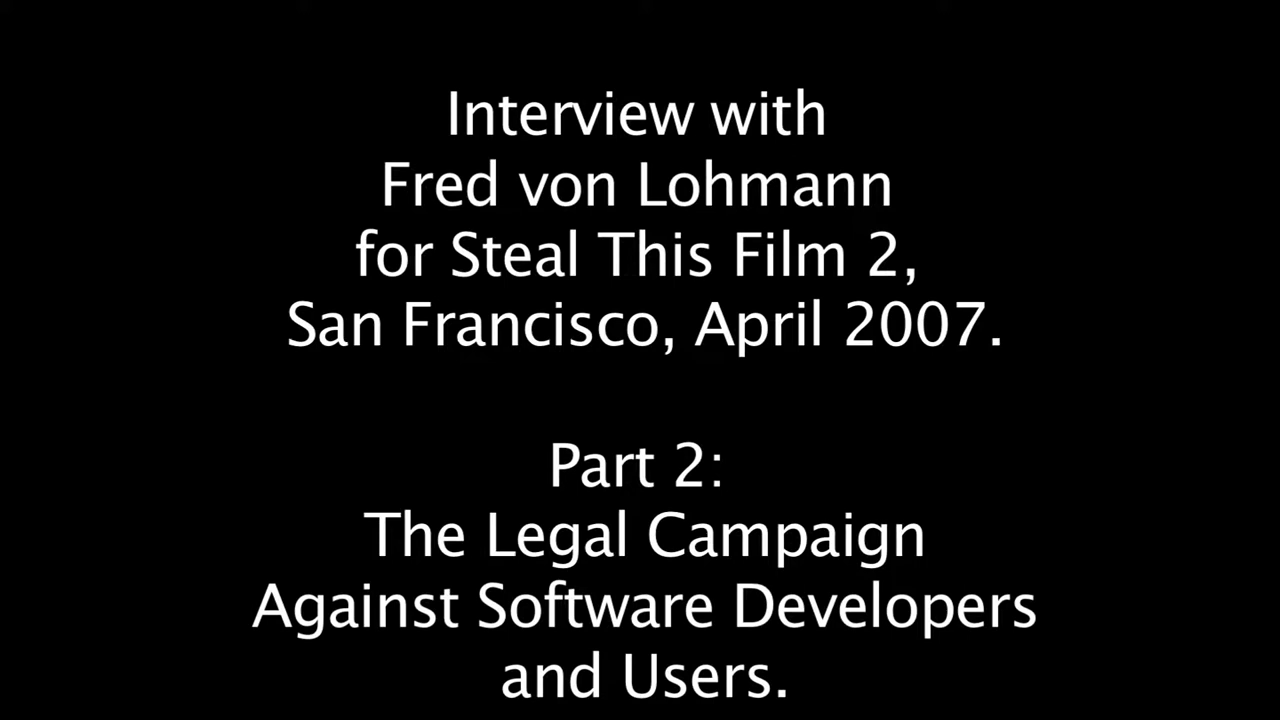 Interview with
Fred von Lohmann
for Steal This Film 2,
San Francisco, April 2007.
Part 2:
The Legal Campaign
Against Software Developers
and Users.